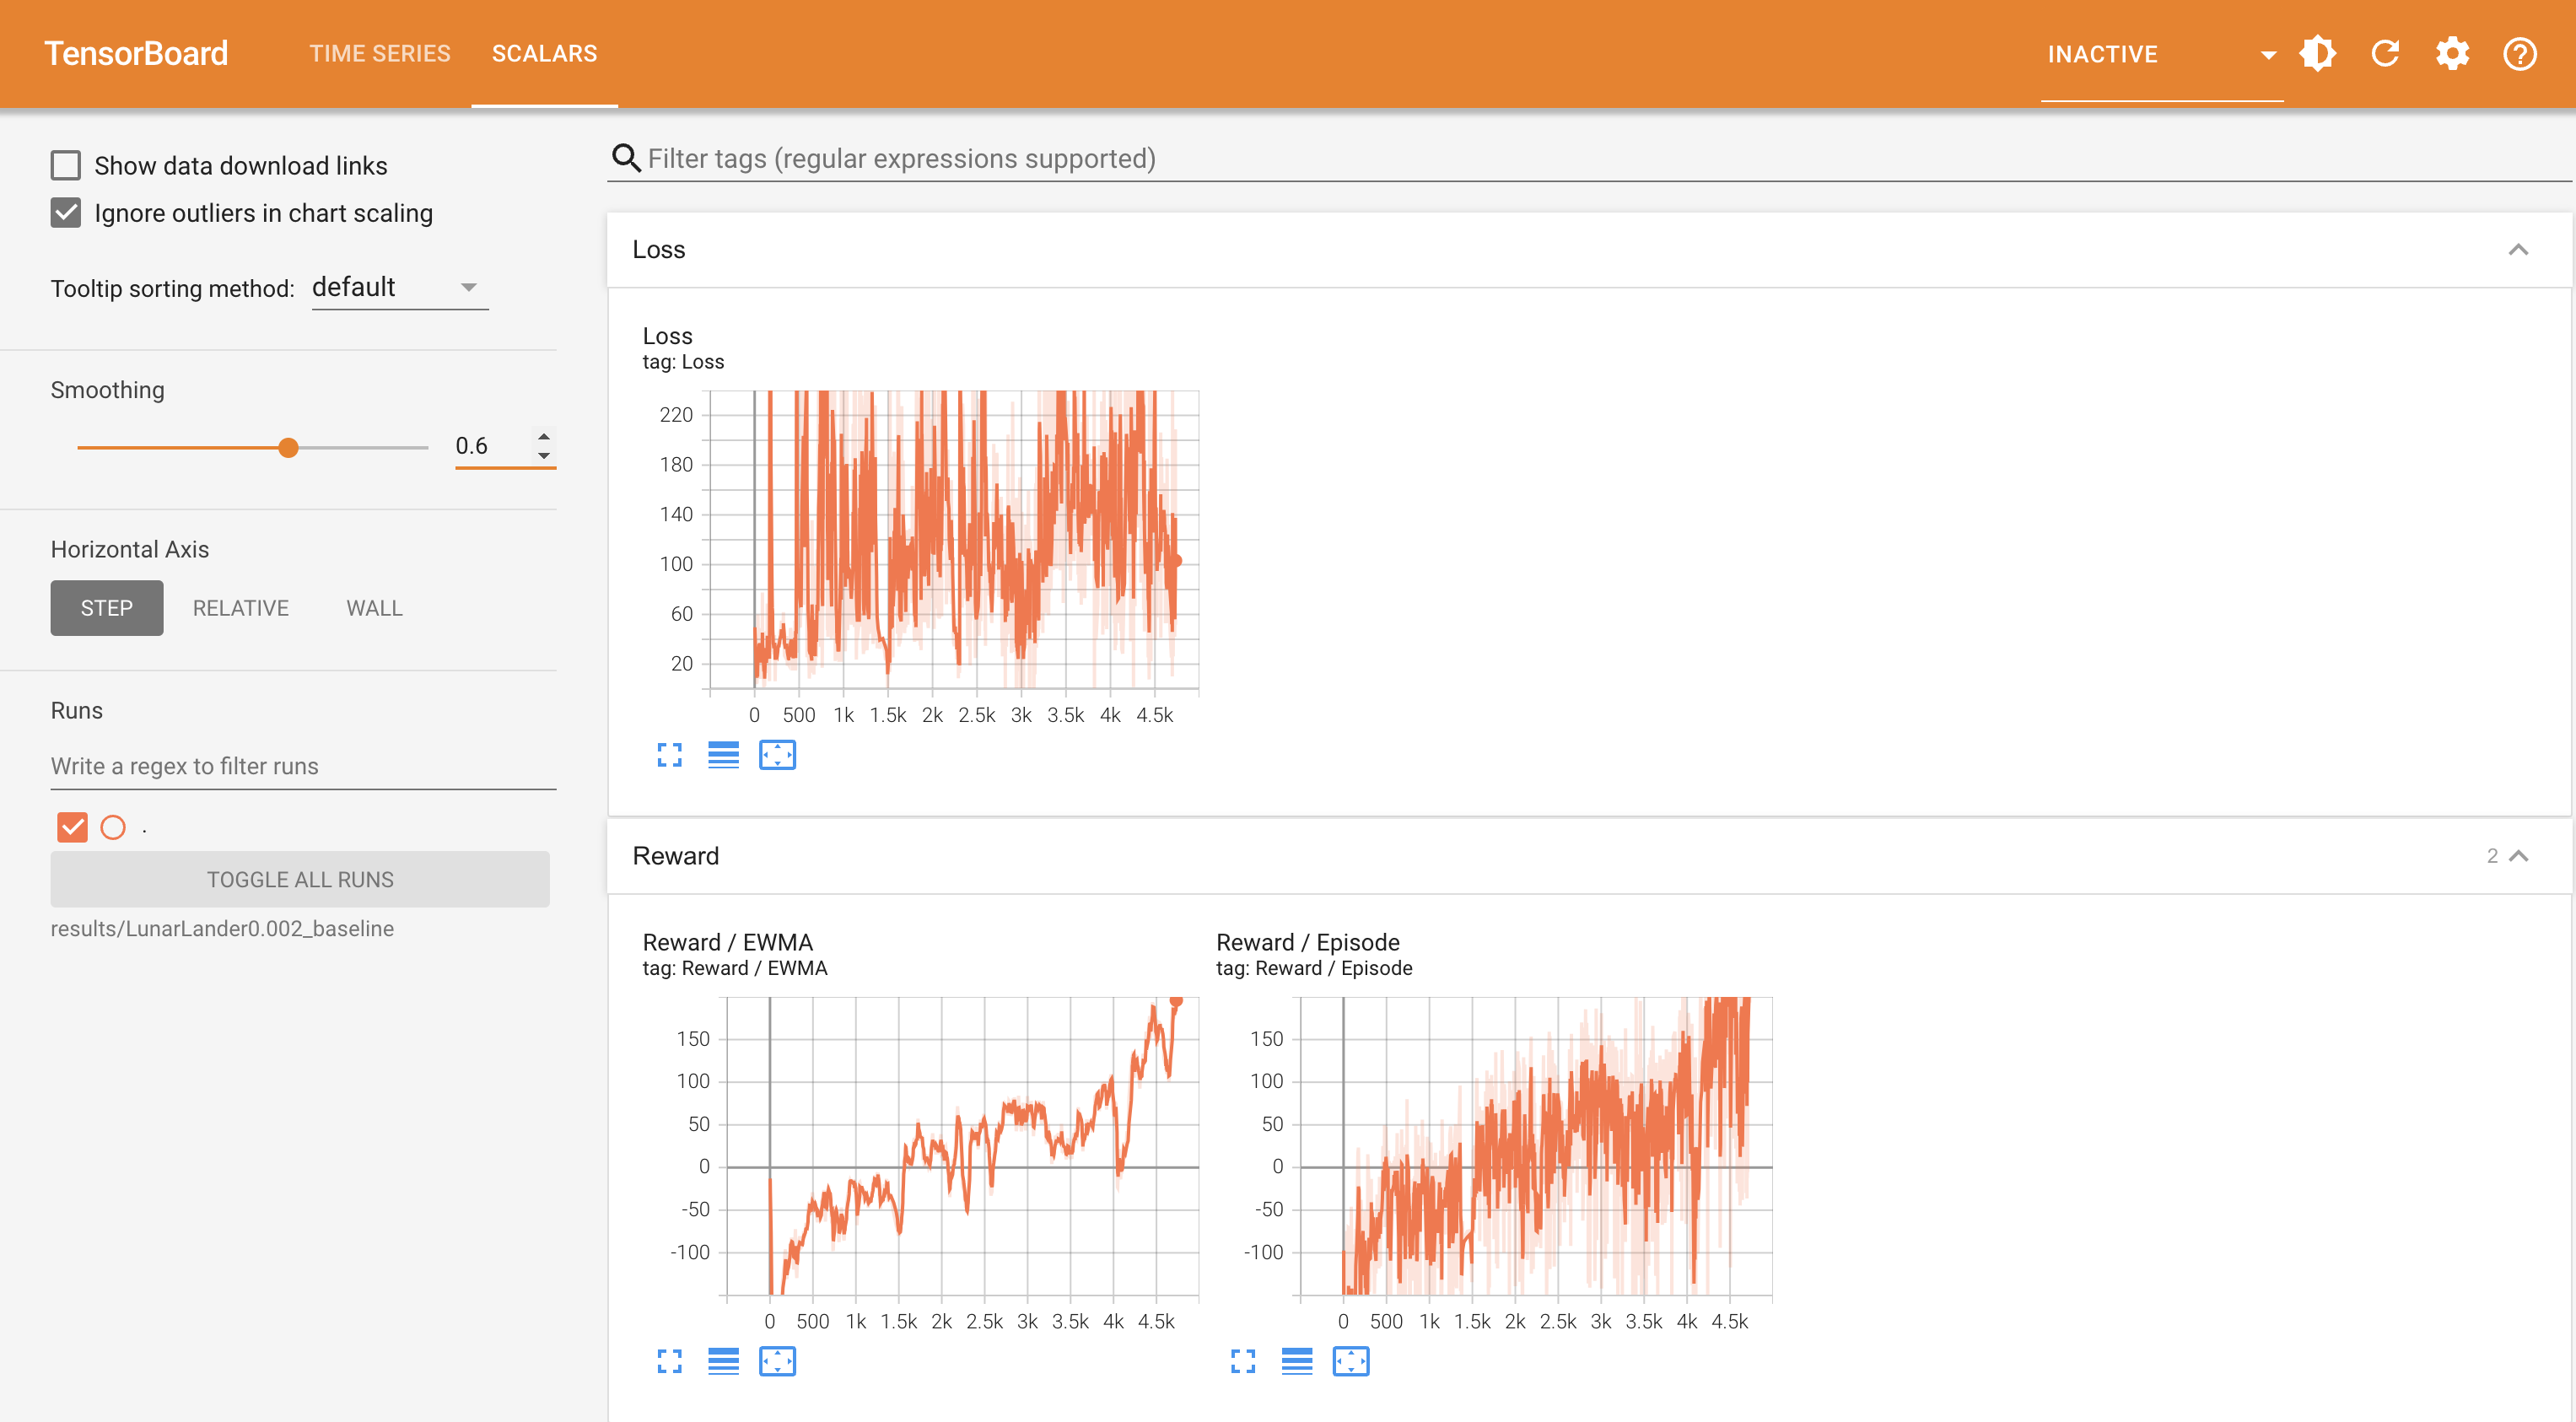 TensorBoard
TIME SERIES
SCALARS
INACTIVE
Show data download links
Ignore outliers in chart scaling
Tooltip sorting method: default
Smoothing
0.6
Horizontal Axis
STEP
RELATIVE
WALL
Runs
Write a regex to filter runs
.
TOGGLE ALL RUNS
results/LunarLander0.002_baseline
Filter tags (regular expressions supported)
Loss
Loss
tag: Loss
220
180
140
100
60
20
0 500 1k 1.5k 2k 2.5k 3k 3.5k 4k 4.5k
Reward
2
Reward / EWMA
tag: Reward / EWMA
150
100
50
0
-50
-100
0 500 1k 1.5k 2k 2.5k 3k 3.5k 4k 4.5k
Reward / Episode
tag: Reward / Episode
150
100
50
0
-50
-100
0 500 1k 1.5k 2k 2.5k 3k 3.5k 4k 4.5k